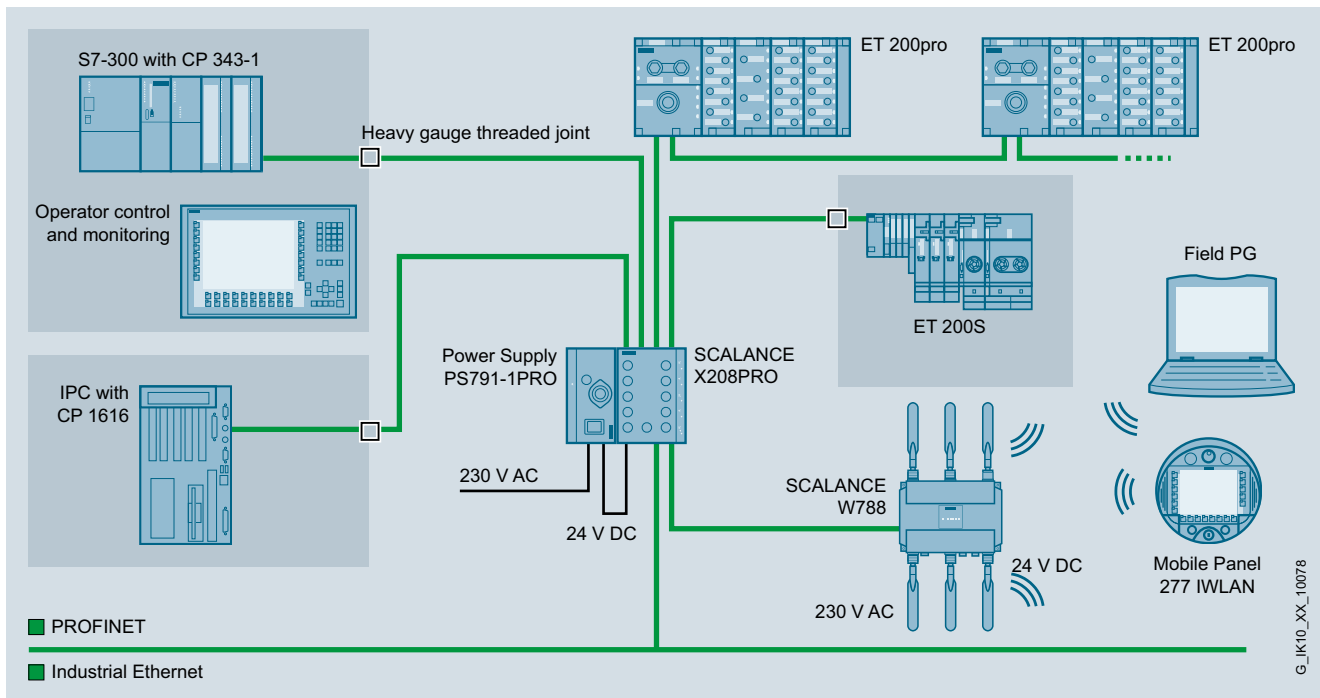 S7-300 with CP 343-1
Heavy gauge threaded joint
ET 200pro
ET 200pro
Operator control
and monitoring
ET 200S
Field PG
IPC with
CP 1616
Power Supply
PS791-1PRO
SCALANCE
X208PRO
230 V AC
24 V DC
SCALANCE
W788
24 V DC
230 V AC
Mobile Panel
277 IWLAN
PROFINET
Industrial Ethernet
G_IK10_XX_10078